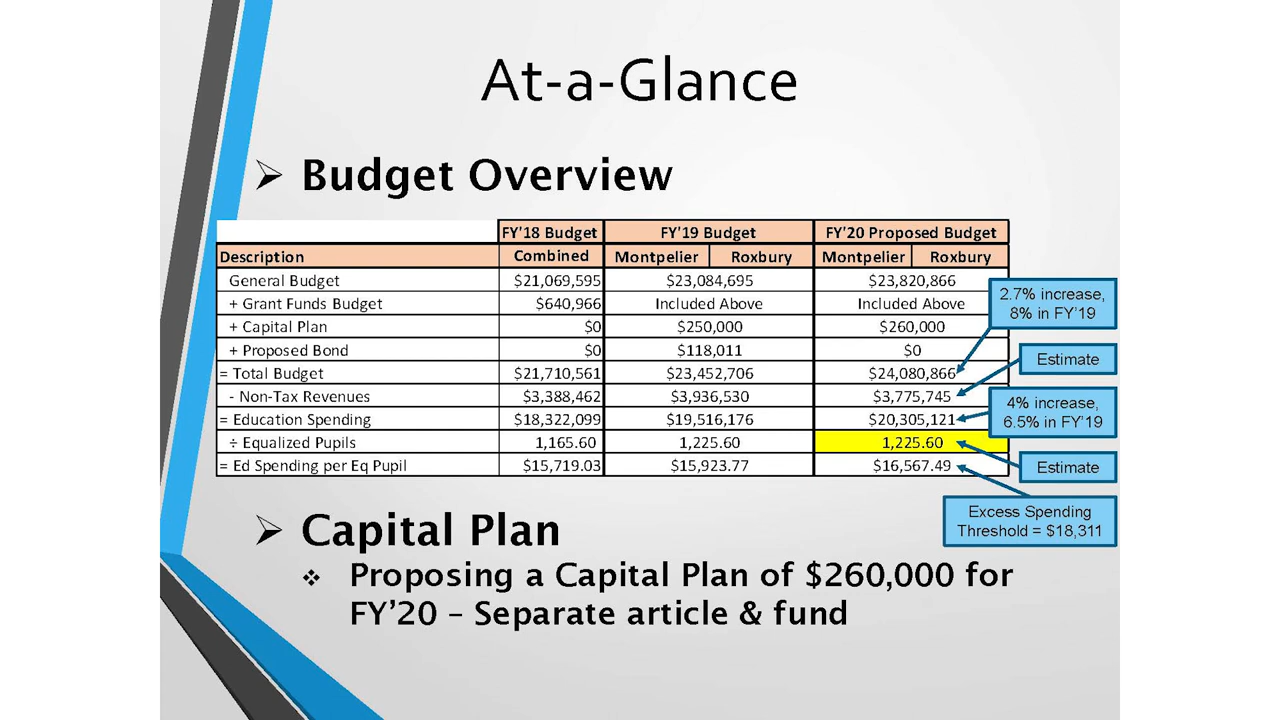 At-a-Glance
➢ Budget Overview
FY'18 Budget FY'19 Budget FY'20 Proposed Budget
Description Combined Montpelier Roxbury Montpelier Roxbury
General Budget $21,069,595 $23,084,695 $23,820,866
+ Grant Funds Budget $640,966 Included Above Included Above
+ Capital Plan $0 $250,000 $260,000
+ Proposed Bond $0 $118,011 $0
= Total Budget $21,710,561 $23,452,706 $24,080,866
- Non-Tax Revenues $3,388,462 $3,936,530 $3,775,745
= Education Spending $18,322,099 $19,516,176 $20,305,121
÷ Equalized Pupils 1,165.60 1,225.60 1,225.60
= Ed Spending per Eq Pupil $15,719.03 $15,923.77 $16,567.49
2.7% increase,
8% in FY'19
Estimate
4% increase,
6.5% in FY'19
Estimate
Excess Spending
Threshold = $18,311
➢ Capital Plan
❖ Proposing a Capital Plan of $260,000 for
FY’20 – Separate article & fund